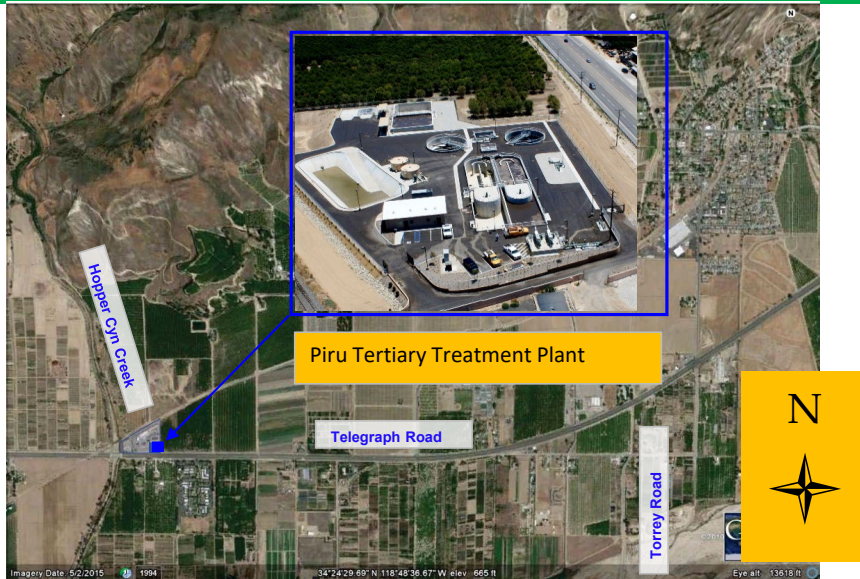 N
Hopper Cyn Creek
Piru Tertiary Treatment Plant
Telegraph Road
N
Torrey Road
Imagery Date: 5/2/2015
1994
34°24'29.69" N 118°48'36.67" W elev 665 ft
Eye alt 13618 ft